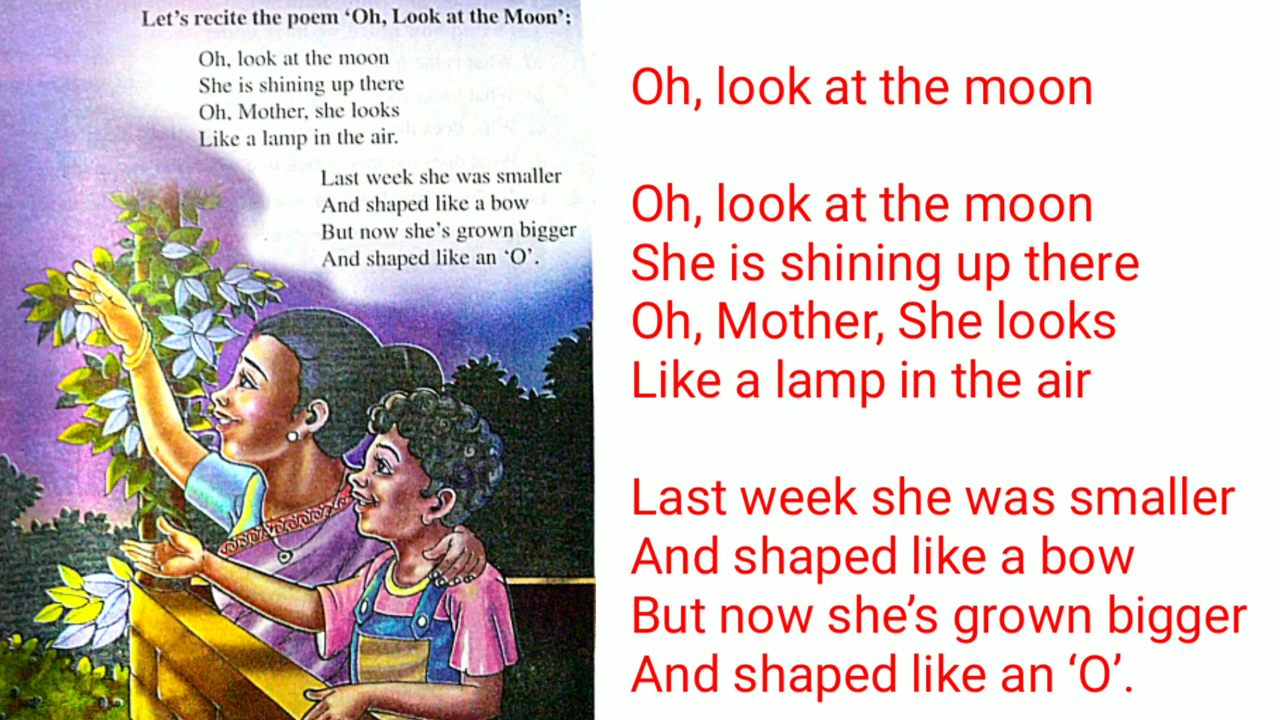 Let's recite the poem ‘Oh, Look at the Moon’:
Oh, look at the moon
She is shining up there
Oh, Mother, she looks
Like a lamp in the air.
Last week she was smaller
And shaped like a bow
But now she's grown bigger
And shaped like an ‘O’.
Oh, look at the moon
Oh, look at the moon
She is shining up there
Oh, Mother, She looks
Like a lamp in the air
Last week she was smaller
And shaped like a bow
But now she’s grown bigger
And shaped like an ‘O’.